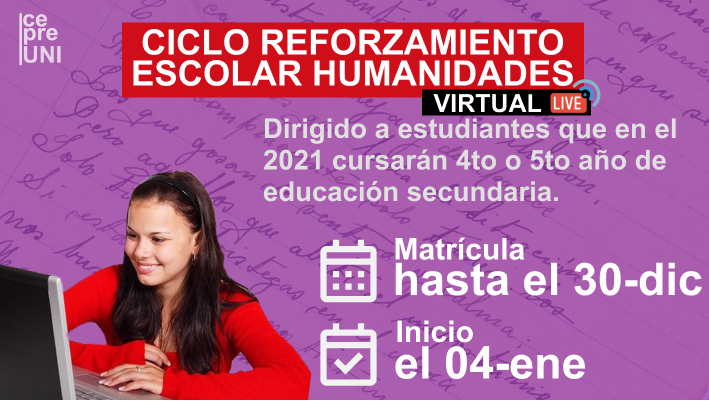 ce
pre
UNI
CICLO REFORZAMIENTO
ESCOLAR HUMANIDADES
VIRTUAL LIVE
Dirigido a estudiantes que en el
2021 cursarán 4to o 5to año de
educación secundaria.
Matrícula
hasta el 30-dic
Inicio
el 04-ene